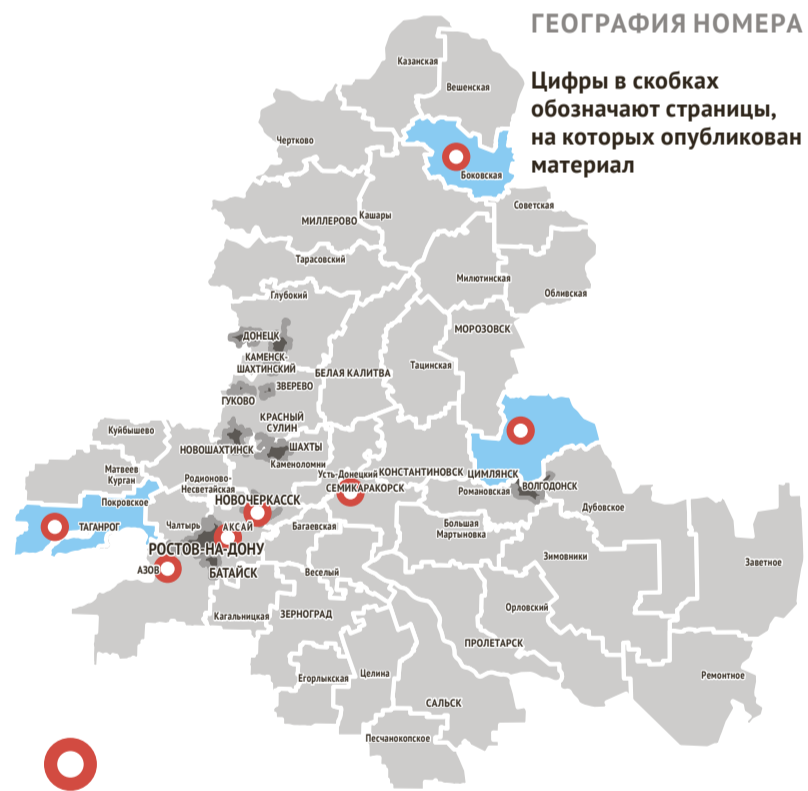 ГЕОГРАФИЯ НОМЕРА
Цифры в скобках
обозначают страницы,
на которых опубликован
материал
Казанская
Вешенская
Чертково
Боковская
Советская
МИЛЛЕРОВО
Кашары
Тарасовский
Милютинская
Обливская
Глубокий
МОРОЗОВСК
ДОНЕЦК
КАМЕНСК-
ШАХТИНСКИЙ
БЕЛАЯ КАЛИТВА
Тацинская
ЗВЕРЕВО
ГУКОВО
КРАСНЫЙ
СУЛИН
Куйбышево
НОВОШАХТИНСК
ШАХТЫ
Каменоломни
Матвеев
Курган
Родионово-
Несветайская
Усть-Донецкий
КОНСТАНТИНОВСК
ЦИМЛЯНСК
СЕМИКАРАКОРСК
Романовская
ВОЛГОДОНСК
Покровское
НОВОЧЕРКАССК
Дубовское
ТАГАНРОГ
Чалтырь
АКСАЙ
Багаевская
Большая
Мартыновка
РОСТОВ-НА-ДОНУ
Зимовники
Заветное
АЗОВ
БАТАЙСК
Веселый
Кагальницкая
ЗЕРНОГРАД
Орловский
ПРОЛЕТАРСК
Егорлыкская
Целина
Ремонтное
САЛЬСК
Песчанокопское